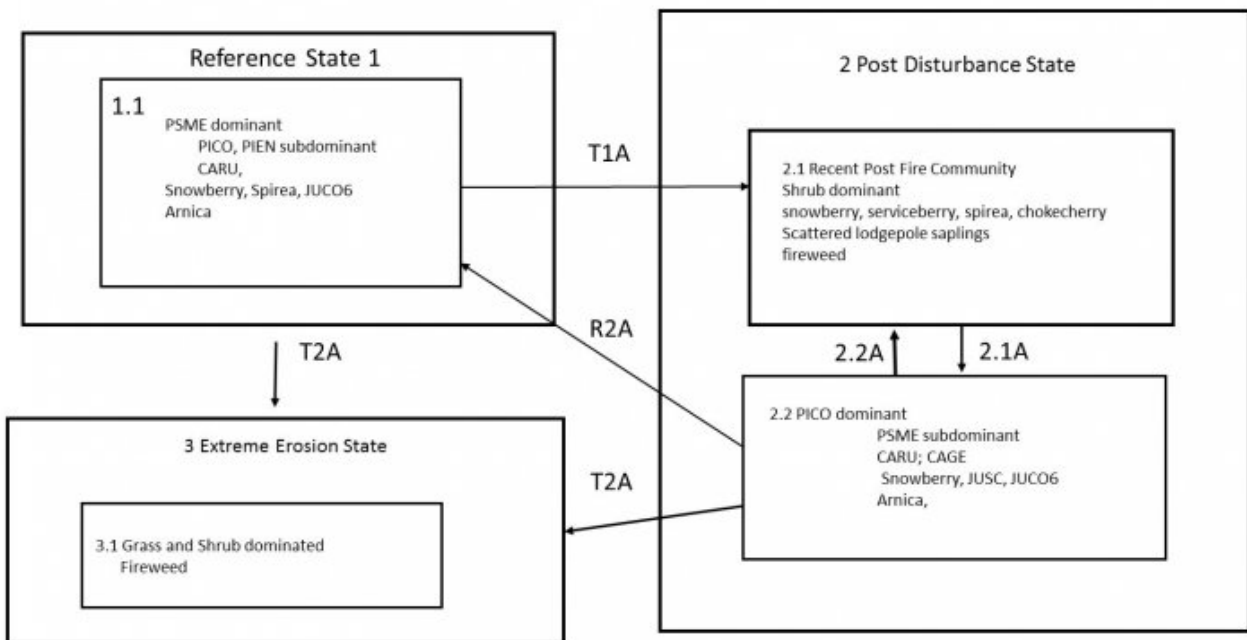 Reference State 1
1.1
PSME dominant
PICO, PIEN subdominant
CARU,
Snowberry, Spirea, JUCO6
Arnica
T1A
2 Post Disturbance State
2.1 Recent Post Fire Community
Shrub dominant
snowberry, serviceberry, spirea, chokecherry
Scattered lodgepole saplings
fireweed
R2A
T2A
2.2A
2.1A
2.2 PICO dominant
PSME subdominant
CARU; CAGE
Snowberry, JUSC, JUCO6
Arnica,
T2A
3 Extreme Erosion State
3.1 Grass and Shrub dominated
Fireweed